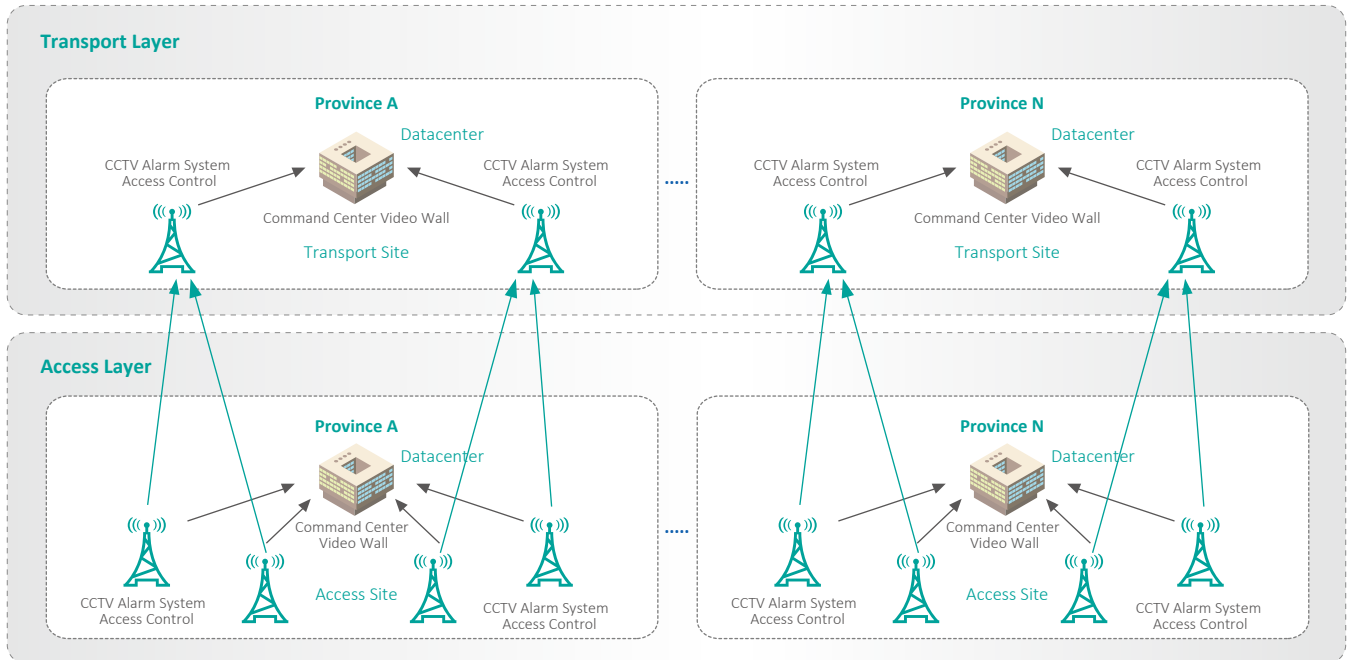 Transport Layer
Province A
Datacenter
CCTV Alarm System
Access Control
CCTV Alarm System
Access Control
Command Center Video Wall
Transport Site
.....
Province N
Datacenter
CCTV Alarm System
Access Control
CCTV Alarm System
Access Control
Command Center Video Wall
Transport Site
Access Layer
Province A
Datacenter
Command Center
Video Wall
Access Site
CCTV Alarm System
Access Control
CCTV Alarm System
Access Control
.....
Province N
Datacenter
Command Center
Video Wall
Access Site
CCTV Alarm System
Access Control
CCTV Alarm System
Access Control